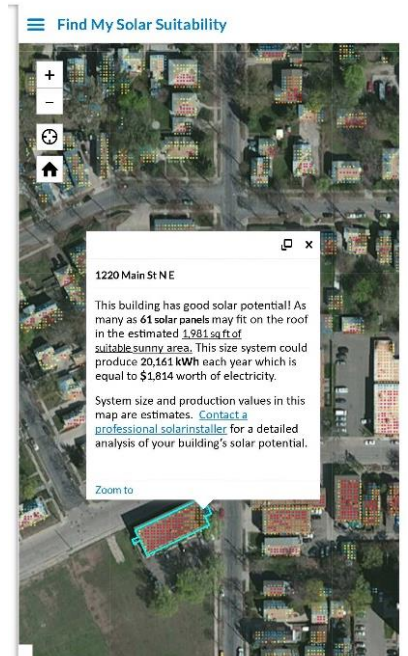 Find My Solar Suitability
+
−
1220 Main St N E
This building has good solar potential! As
many as 61 solar panels may fit on the roof
in the estimated 1,981 sq ft of
suitable sunny area. This size system could
produce 20,161 kWh each year which is
equal to $1,814 worth of electricity.
System size and production values in this
map are estimates. Contact a
professional solarinstaller for a detailed
analysis of your building's solar potential.
Zoom to